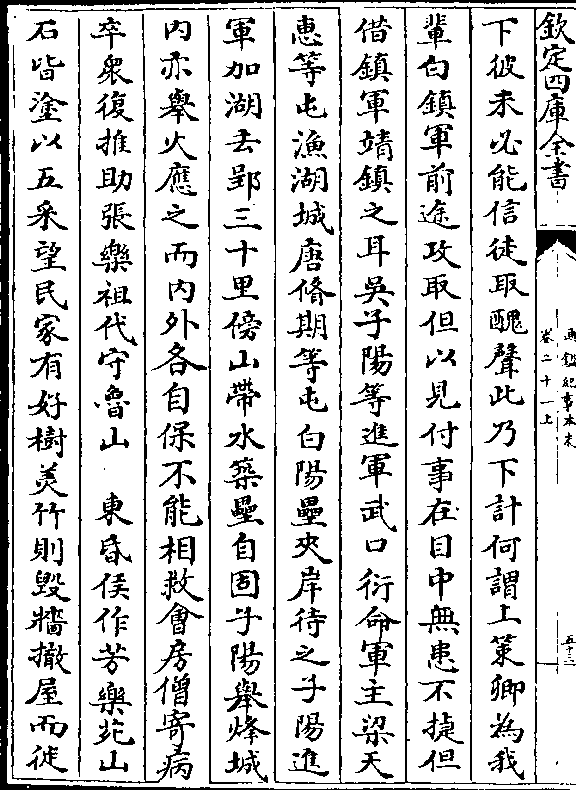 欽定四庫全書
通鑑紀事本末
卷二十一上
五十三
下彼未必能信徒取醜聲此乃下計何謂上策卿為我
輩白鎮軍前途攻取但以見付事在目中無患不捷但
借鎮軍靖鎮之耳吳子陽等進軍武口衍命軍主梁天
惠等屯漁湖城唐脩期等屯白陽壘夾岸待之子陽進
軍加湖去郢三十里傍山帶水築壘自固子陽舉烽城
内亦舉火應之而内外各自保不能相救會房僧寄病
卒衆復推助張樂祖代守魯山 東昏侯作芳樂苑山
石皆塗以五采望民家有好樹美竹則毀牆撤屋而徙